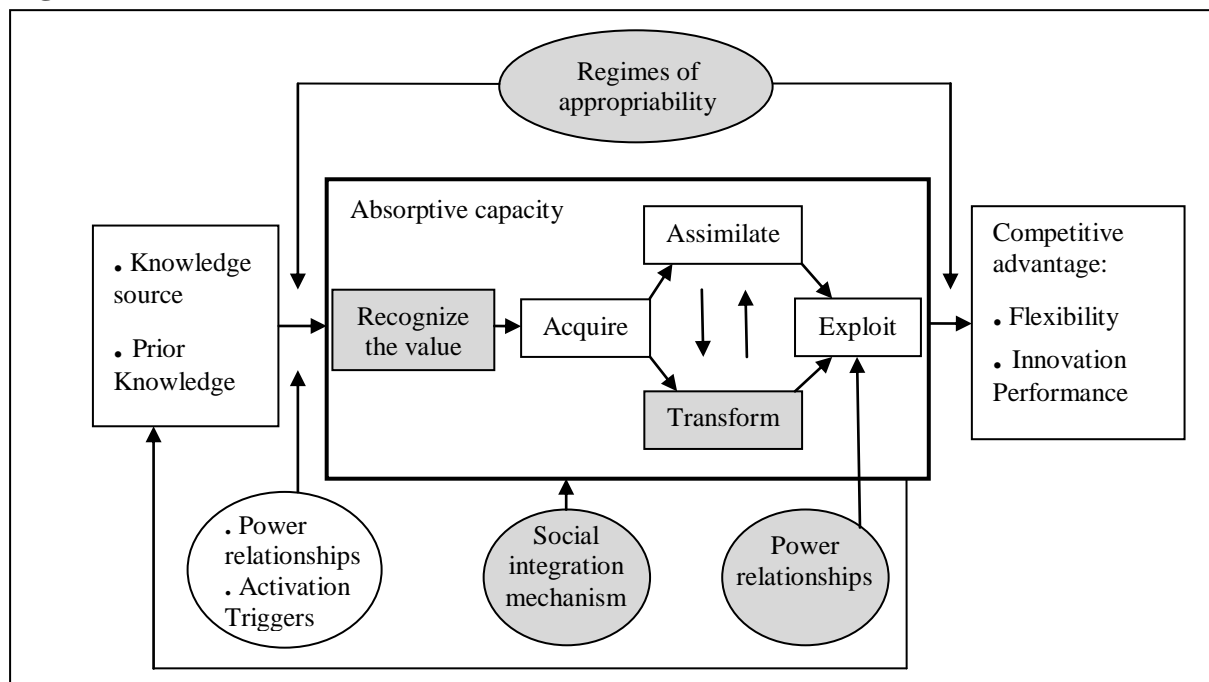 Regimes of
appropriability
Absorptive capacity
. Knowledge
source
. Prior
Knowledge
Recognize
the value
Acquire
Assimilate
Transform
Exploit
Competitive
advantage:
. Flexibility
. Innovation
Performance
. Power
relationships
. Activation
Triggers
Social
integration
mechanism
Power
relationships